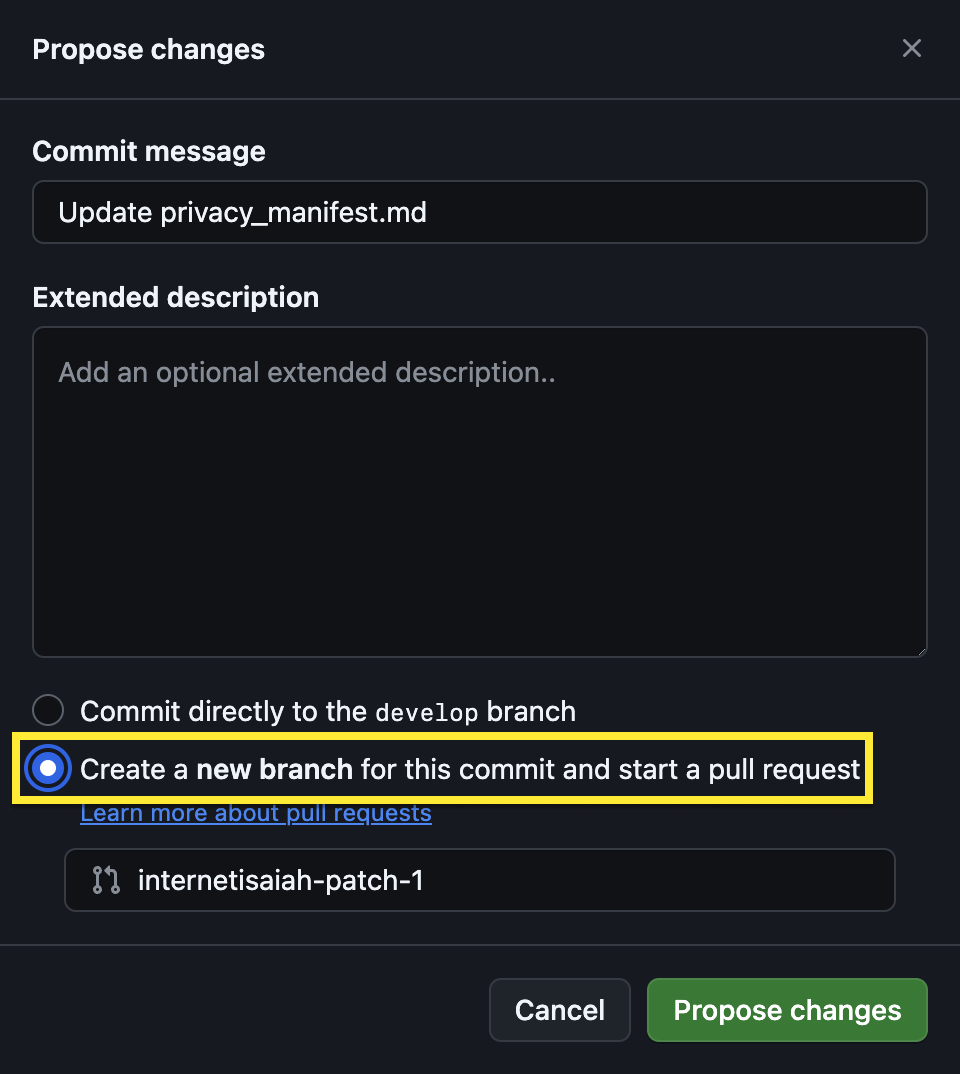 Propose changes
Commit message
Update privacy_manifest.md
Extended description
Add an optional extended description..
Commit directly to the develop branch
Create a new branch for this commit and start a pull request
Learn more about pull requests
internetisaiah-patch-1
Cancel
Propose changes